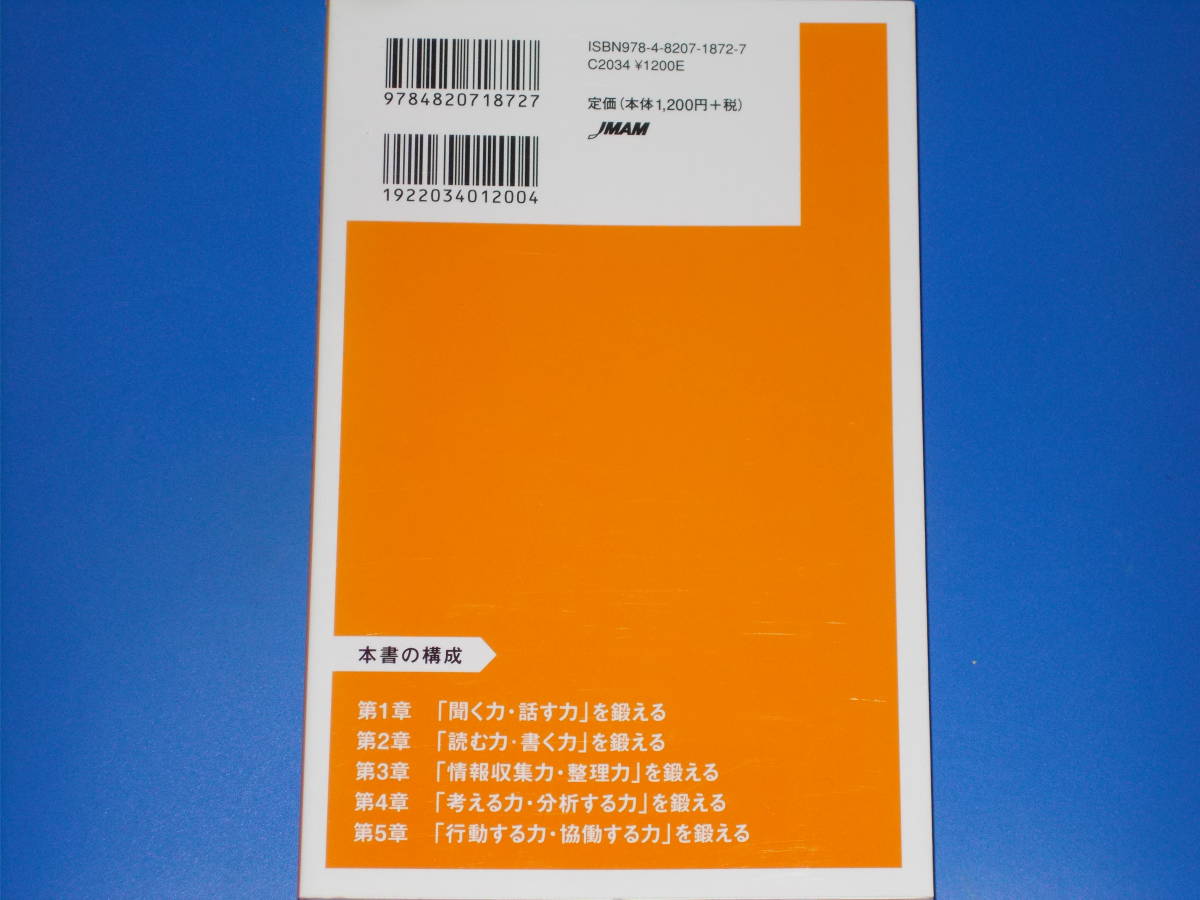 9784820718727
1922034012004
ISBN978-4-8207-1872-7
C2034 ¥1200E
定価（本体1,200円＋税）
JMAM
本書の構成
第1章 「聞く力・話す力」を鍛える
第2章 「読む力・書く力」を鍛える
第3章 「情報収集力・整理力」を鍛える
第4章 「考える力・分析する力」を鍛える
第5章 「行動する力・協働する力」を鍛える